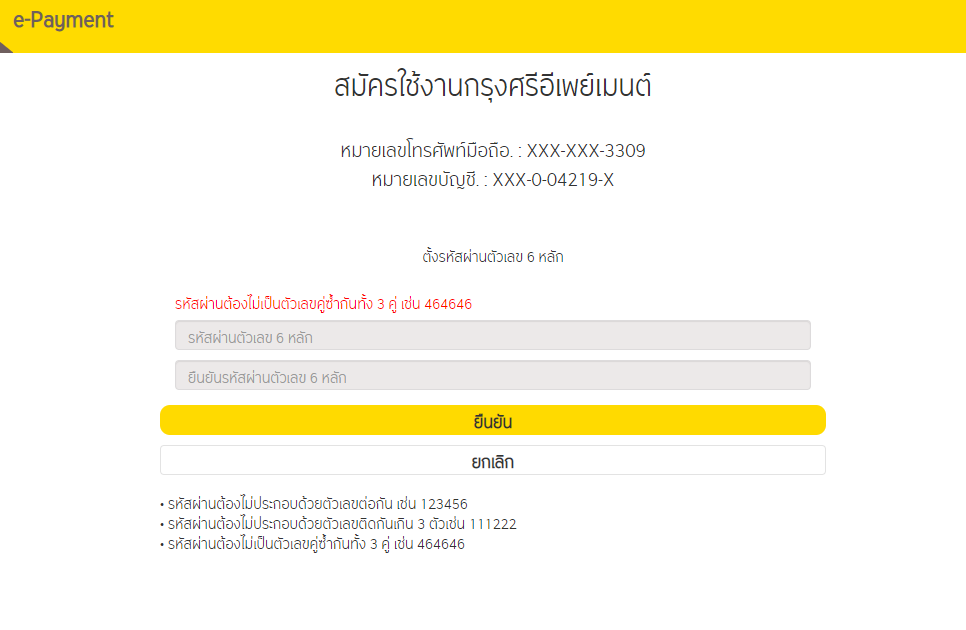 e-Payment
สมัครใช้งานกรุงศรีอีเพย์เมนต์
หมายเลขโทรศัพท์มือถือ. : XXX-XXX-3309
หมายเลขบัญชี. : XXX-0-04219-X
ตั้งรหัสผ่านตัวเลข 6 หลัก
รหัสผ่านต้องไม่เป็นตัวเลขคู่ซ้ำกันทั้ง 3 คู่ เช่น 464646
รหัสผ่านตัวเลข 6 หลัก
ยืนยันรหัสผ่านตัวเลข 6 หลัก
ยืนยัน
ยกเลิก
• รหัสผ่านต้องไม่ประกอบด้วยตัวเลขต่อกัน เช่น 123456
• รหัสผ่านต้องไม่ประกอบด้วยตัวเลขติดกันเกิน 3 ตัวเช่น 111222
• รหัสผ่านต้องไม่เป็นตัวเลขคู่ซ้ำกันทั้ง 3 คู่ เช่น 464646